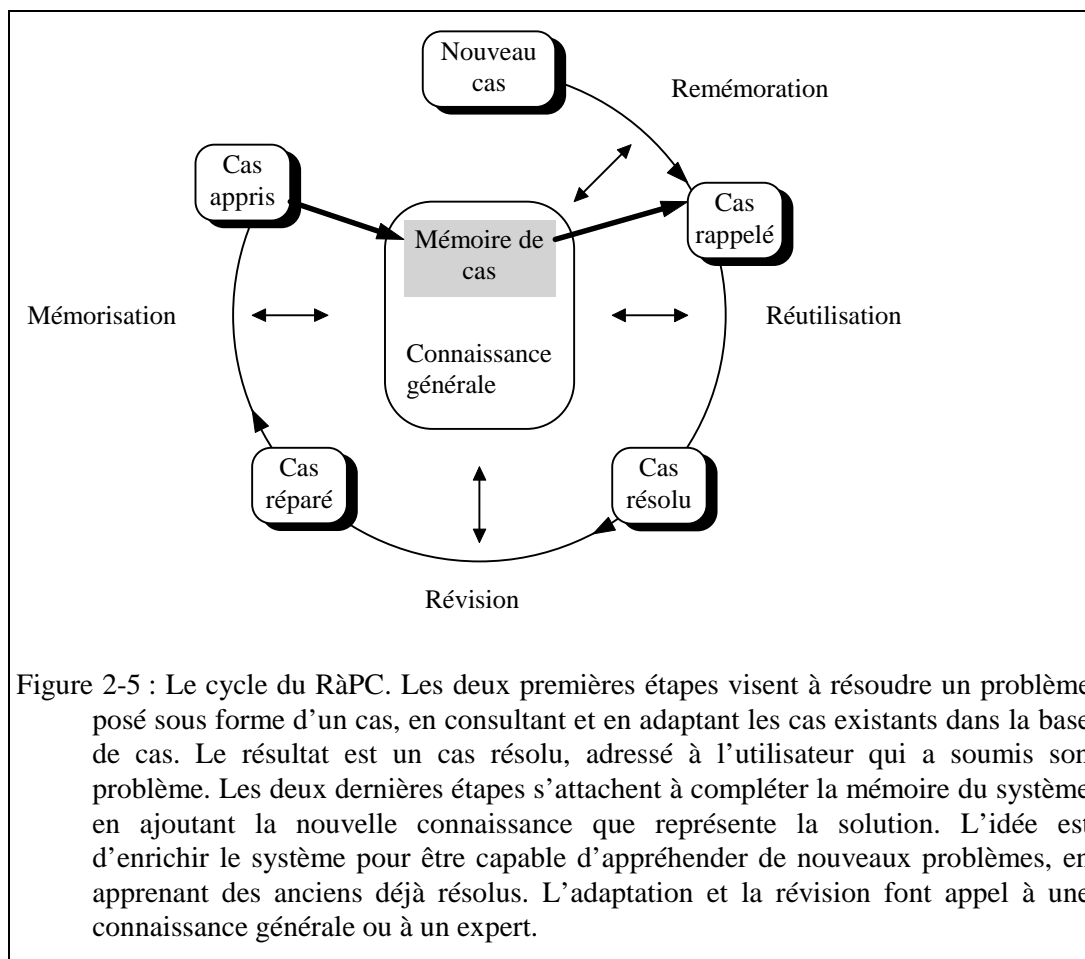 Nouveau
cas
Remémoration
Cas
appris
Cas
rappelé
Mémoire de
cas
Mémorisation
Réutilisation
Connaissance
générale
Cas
réparé
Cas
résolu
Révision
Figure 2-5 : Le cycle du RàPC. Les deux premières étapes visent à résoudre un problème
posé sous forme d’un cas, en consultant et en adaptant les cas existants dans la base
de cas. Le résultat est un cas résolu, adressé à l’utilisateur qui a soumis son
problème. Les deux dernières étapes s’attachent à compléter la mémoire du système
en ajoutant la nouvelle connaissance que représente la solution. L’idée est
d’enrichir le système pour être capable d’appréhender de nouveaux problèmes, en
apprenant des anciens déjà résolus. L’adaptation et la révision font appel à une
connaissance générale ou à un expert.